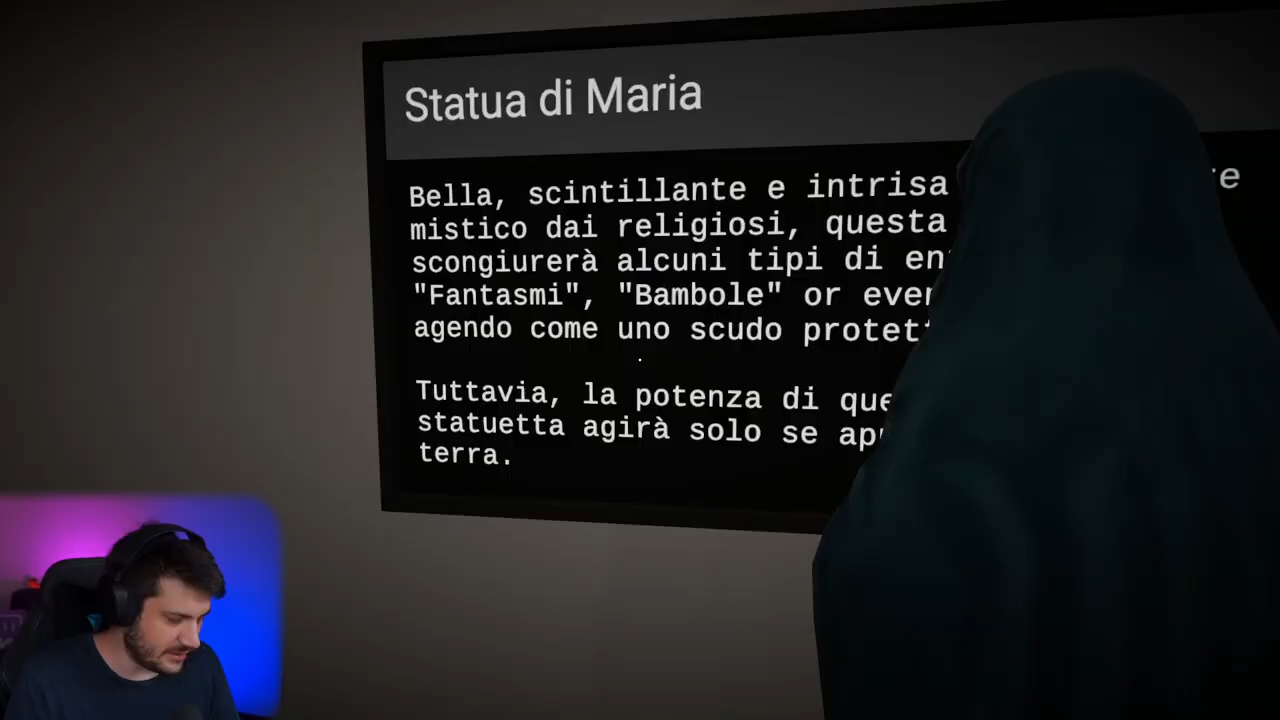 Statua di Maria
Bella, scintillante e intrisa
mistico dai religiosi, questa
scongiurerà alcuni tipi di
"Fantasmi", "Bambole" or
agendo come uno scudo
Tuttavia, la potenza di
statuetta agirà solo se
terra.